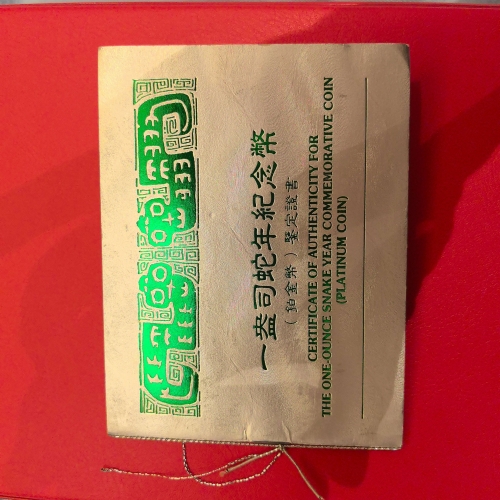 一盎司蛇年紀念幣
（鉑金幣）鑒定證書
CERTIFICATE OF AUTHENTICITY FOR
THE ONE-OUNCE SNAKE YEAR COMMEMORATIVE COIN
(PLATINUM COIN)